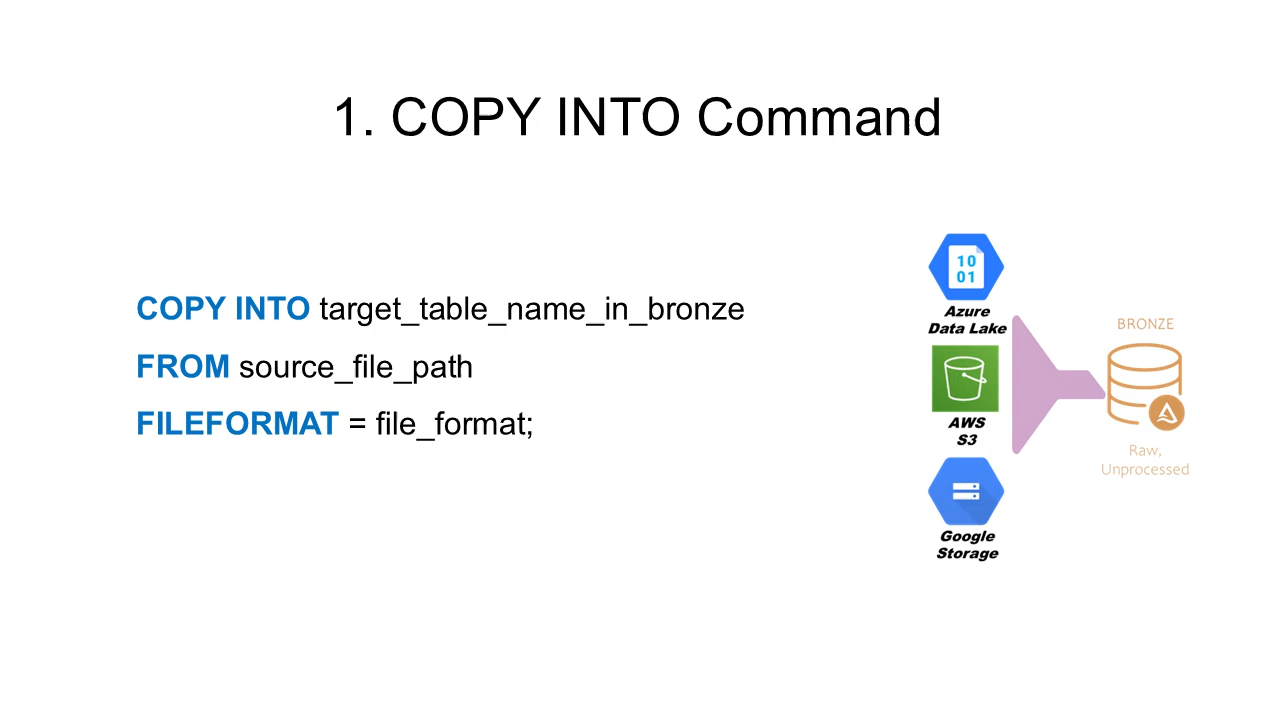 1. COPY INTO Command
COPY INTO target_table_name_in_bronze
FROM source_file_path
FILEFORMAT = file_format;
10
01
Azure
Data Lake
AWS
S3
Google
Storage
BRONZE
Raw,
Unprocessed